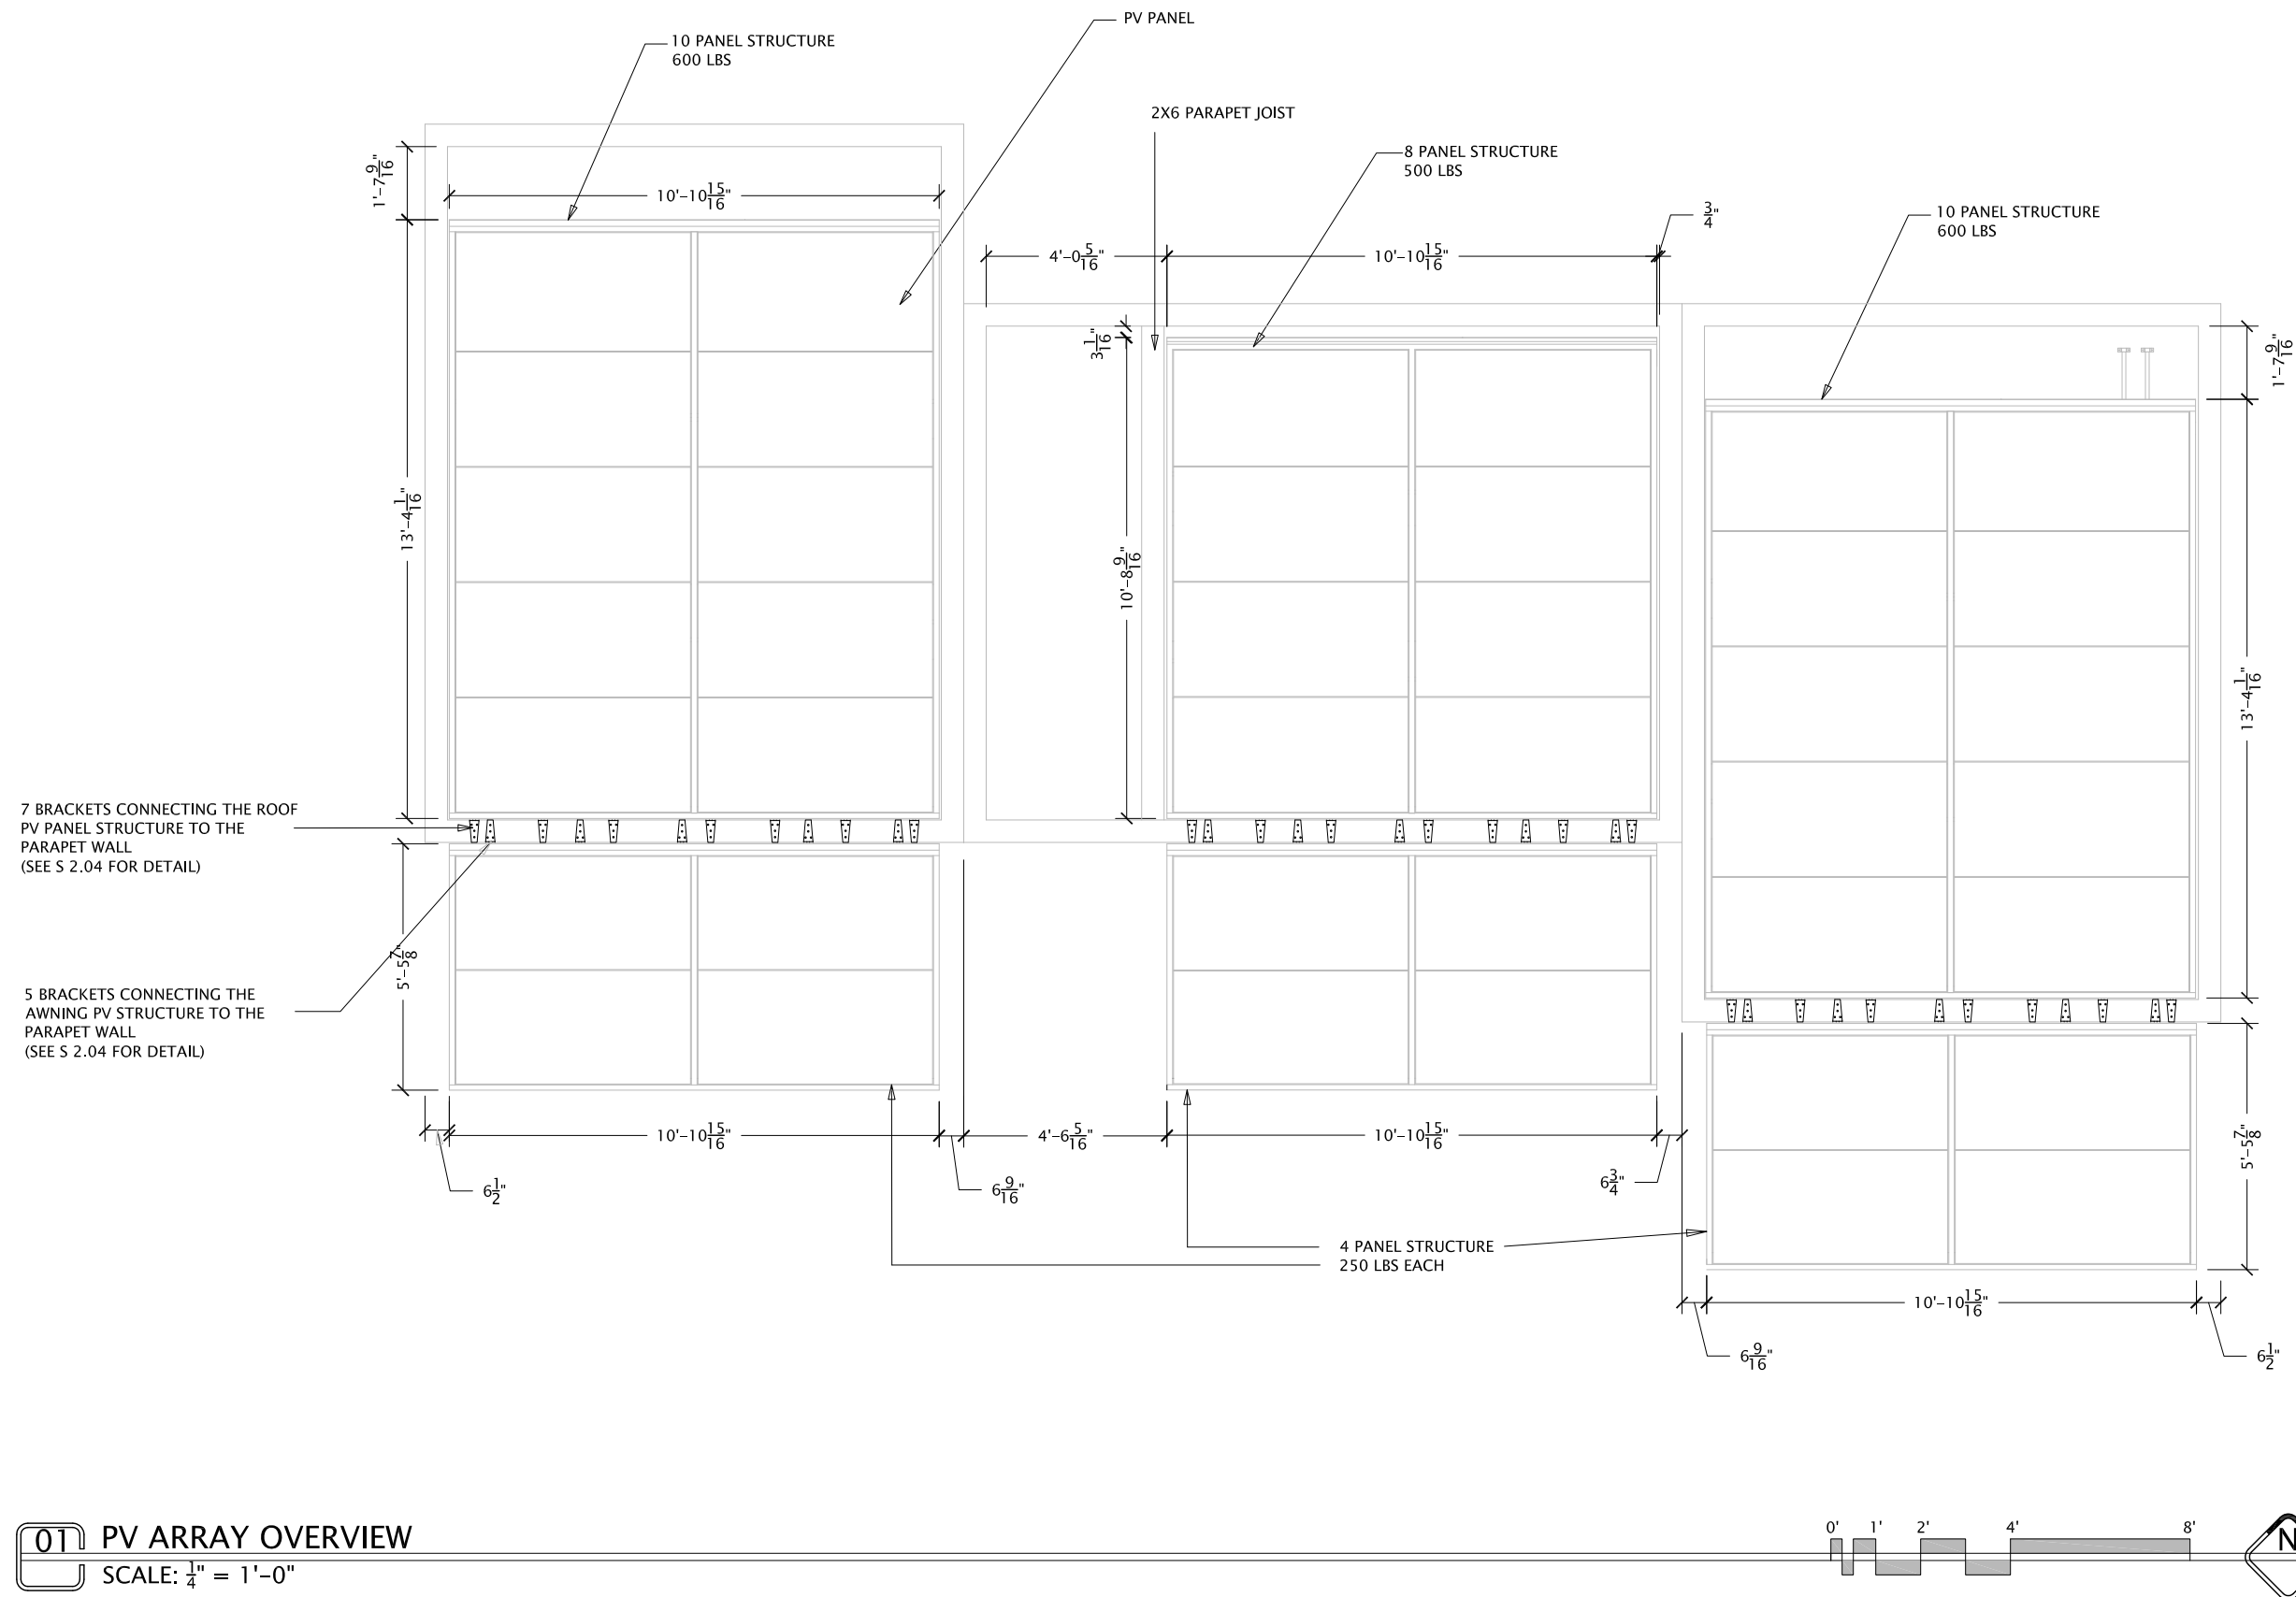 PV PANEL
10 PANEL STRUCTURE
600 LBS
2X6 PARAPET JOIST
8 PANEL STRUCTURE
500 LBS
10 PANEL STRUCTURE
600 LBS
1'-7 9/16"
10'-10 15/16"
4'-0 5/16"
10'-10 15/16"
3/4"
3 1/16"
1'-7 9/16"
13'-4 1/16"
10'-8 9/16"
13'-4 1/16"
7 BRACKETS CONNECTING THE ROOF
PV PANEL STRUCTURE TO THE
PARAPET WALL
(SEE S 2.04 FOR DETAIL)
5'-5 7/8"
5 BRACKETS CONNECTING THE
AWNING PV STRUCTURE TO THE
PARAPET WALL
(SEE S 2.04 FOR DETAIL)
10'-10 15/16"
4'-6 5/16"
10'-10 15/16"
5'-5 7/8"
6 1/2"
6 9/16"
6 3/4"
4 PANEL STRUCTURE
250 LBS EACH
10'-10 15/16"
6 9/16"
6 1/2"
01
PV ARRAY OVERVIEW
SCALE: 1/4" = 1'-0"
0' 1' 2' 4' 8'
N